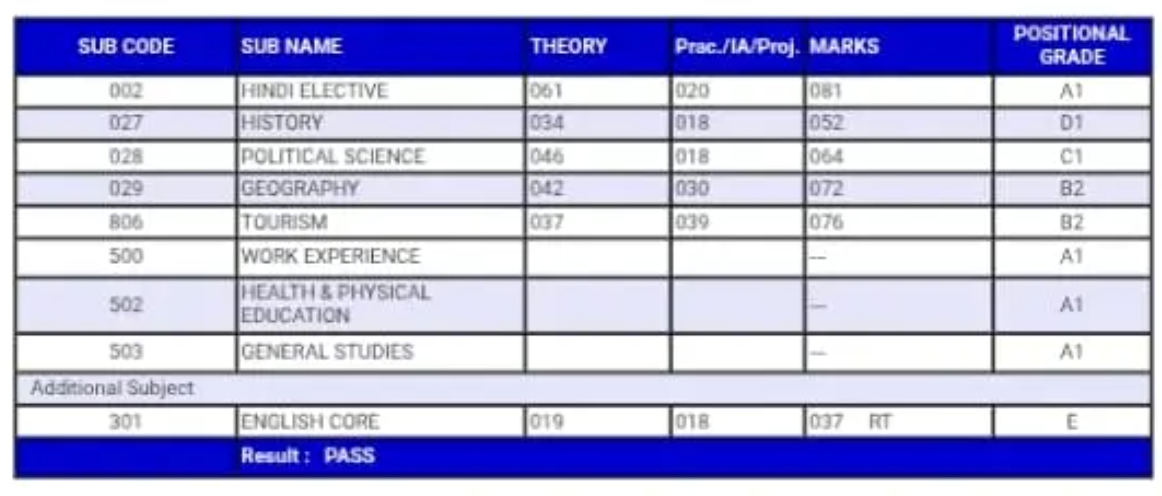 SUB CODE SUB NAME THEORY Prac./IA/Proj. MARKS POSITIONAL GRADE
002 HINDI ELECTIVE 061 020 081 A1
027 HISTORY 034 018 052 D1
028 POLITICAL SCIENCE 046 018 064 C1
029 GEOGRAPHY 042 030 072 B2
806 TOURISM 037 039 076 B2
500 WORK EXPERIENCE --- A1
502 HEALTH & PHYSICAL EDUCATION --- A1
503 GENERAL STUDIES --- A1
Additional Subject
301 ENGLISH CORE 019 018 037 RT E
Result : PASS